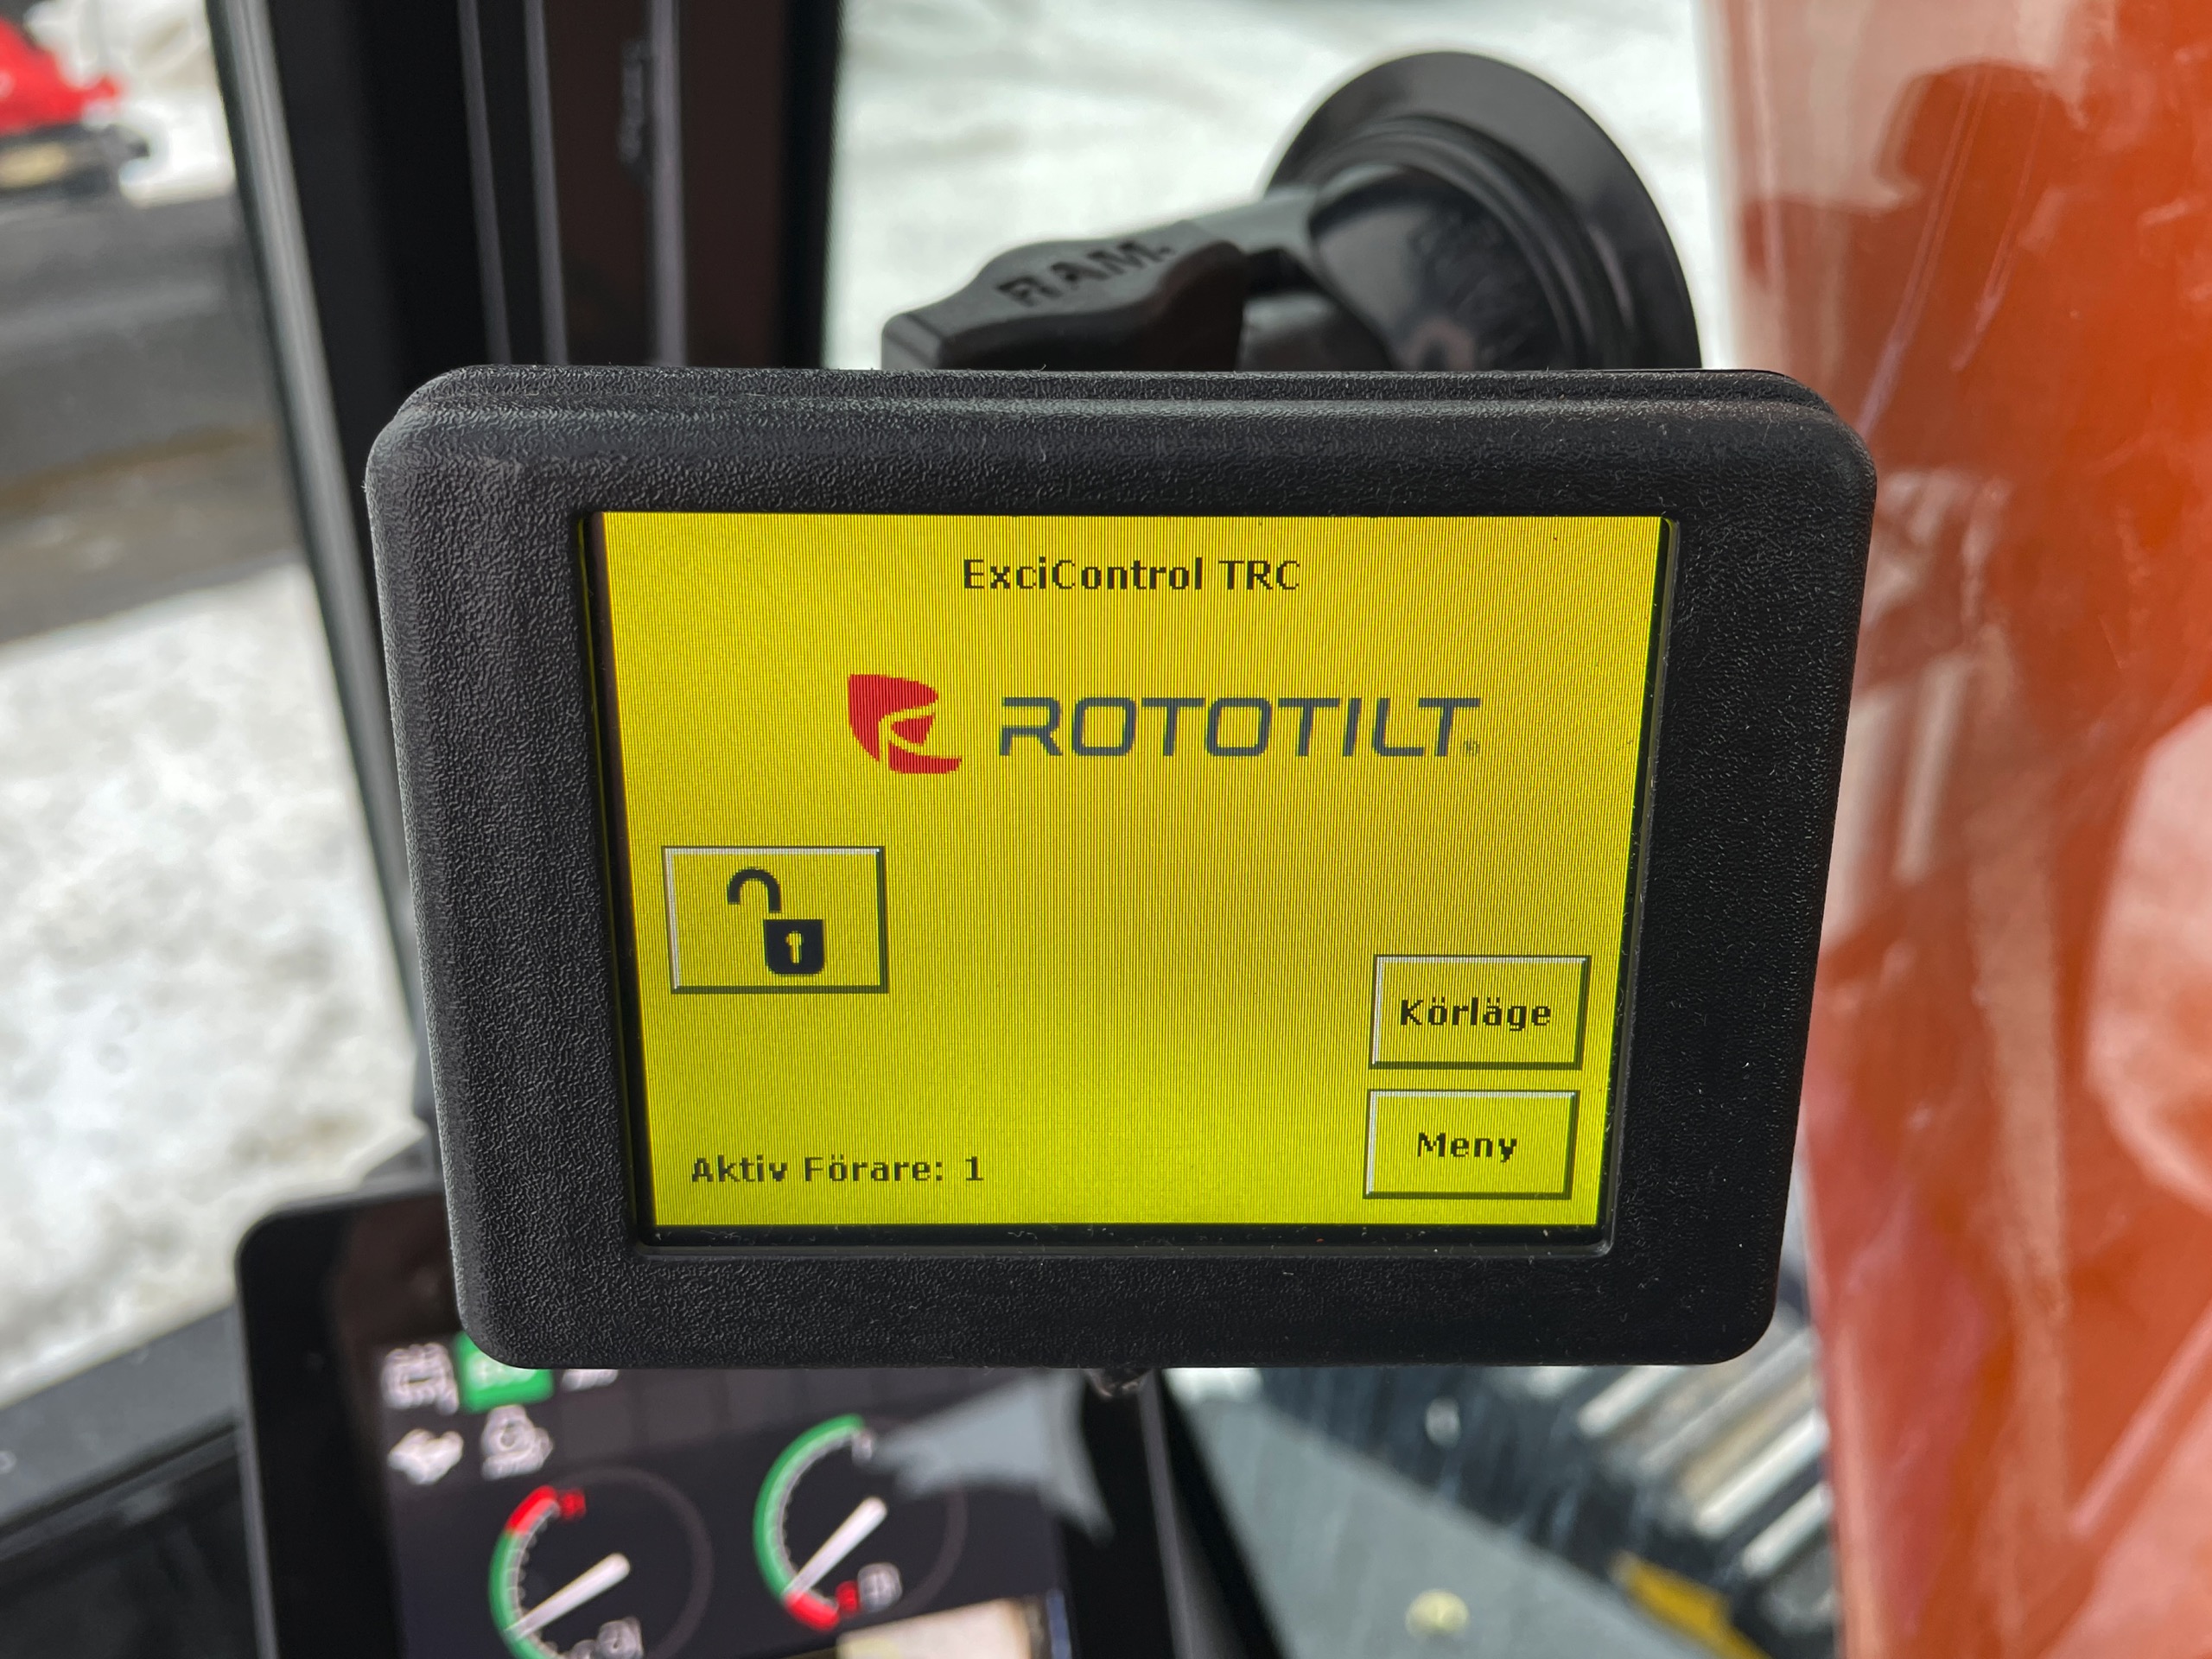 RAM.
ExciControl TRC
ROTOTILT®
Körläge
Meny
Aktiv Förare: 1